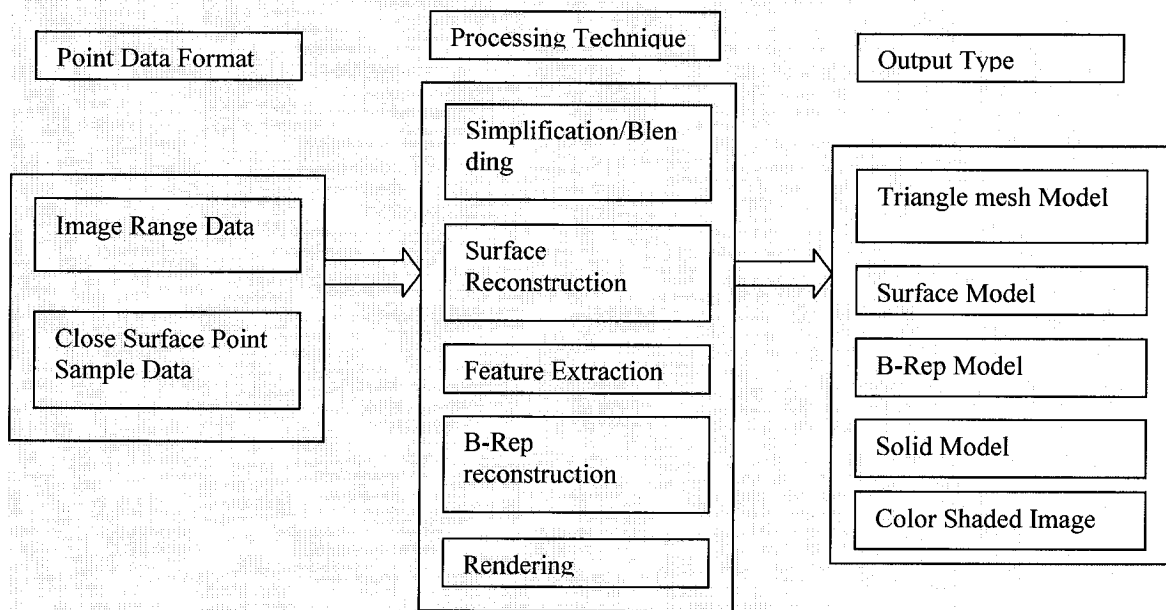 Point Data Format
Processing Technique
Output Type
Image Range Data
Close Surface Point
Sample Data
Simplification/Blen
ding
Surface
Reconstruction
Feature Extraction
B-Rep
reconstruction
Rendering
Triangle mesh Model
Surface Model
B-Rep Model
Solid Model
Color Shaded Image